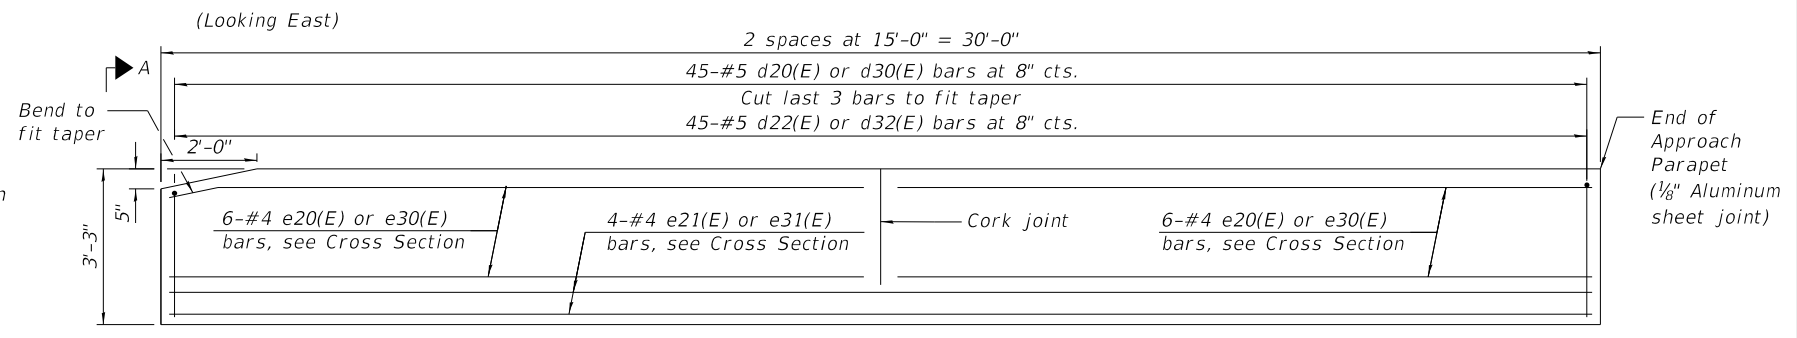 (Looking East)
2 spaces at 15'-0" = 30'-0"
A
45-#5 d20(E) or d30(E) bars at 8" cts.
Cut last 3 bars to fit taper
45-#5 d22(E) or d32(E) bars at 8" cts.
Bend to
fit taper
2'-0"
End of
Approach
Parapet
(⅛" Aluminum
sheet joint)
n
5"
3'-3"
6-#4 e20(E) or e30(E)
bars, see Cross Section
4-#4 e21(E) or e31(E)
bars, see Cross Section
Cork joint
6-#4 e20(E) or e30(E)
bars, see Cross Section